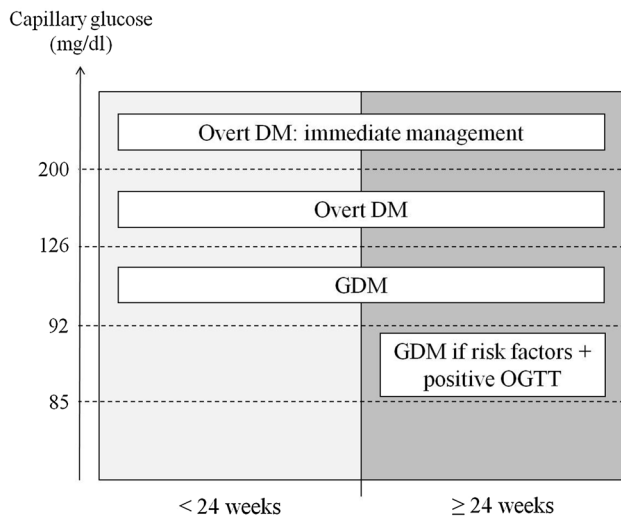 Capillary glucose
(mg/dl)
Overt DM: immediate management
200
Overt DM
126
GDM
92
GDM if risk factors +
positive OGTT
85
< 24 weeks
≥ 24 weeks